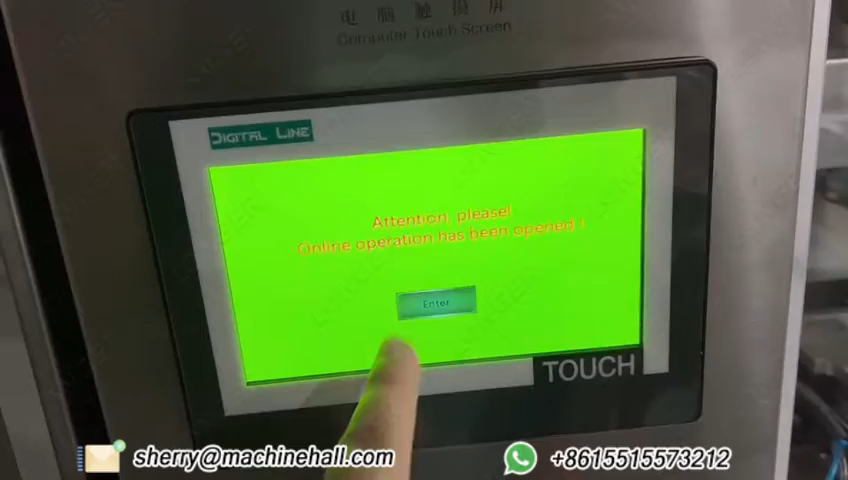 电脑触摸屏
Computer Touch Screen
DIGITAL LINE
Attention, please!
Online operation has been opened !
Enter
TOUCH
sherry@machinehall.com
+8615515573212